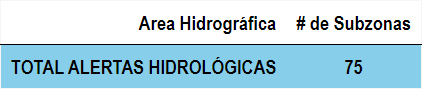 Area Hidrográfica # de Subzonas
TOTAL ALERTAS HIDROLÓGICAS 75